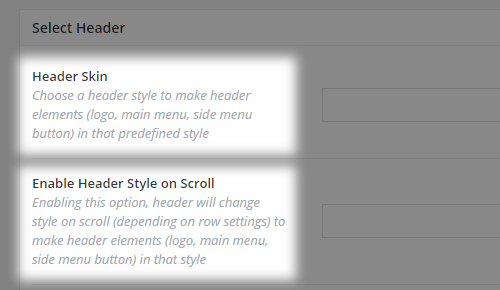 Select Header
Header Skin
Choose a header style to make header
elements (logo, main menu, side menu
button) in that predefined style
Enable Header Style on Scroll
Enabling this option, header will change
style on scroll (depending on row settings) to
make header elements (logo, main menu,
side menu button) in that style